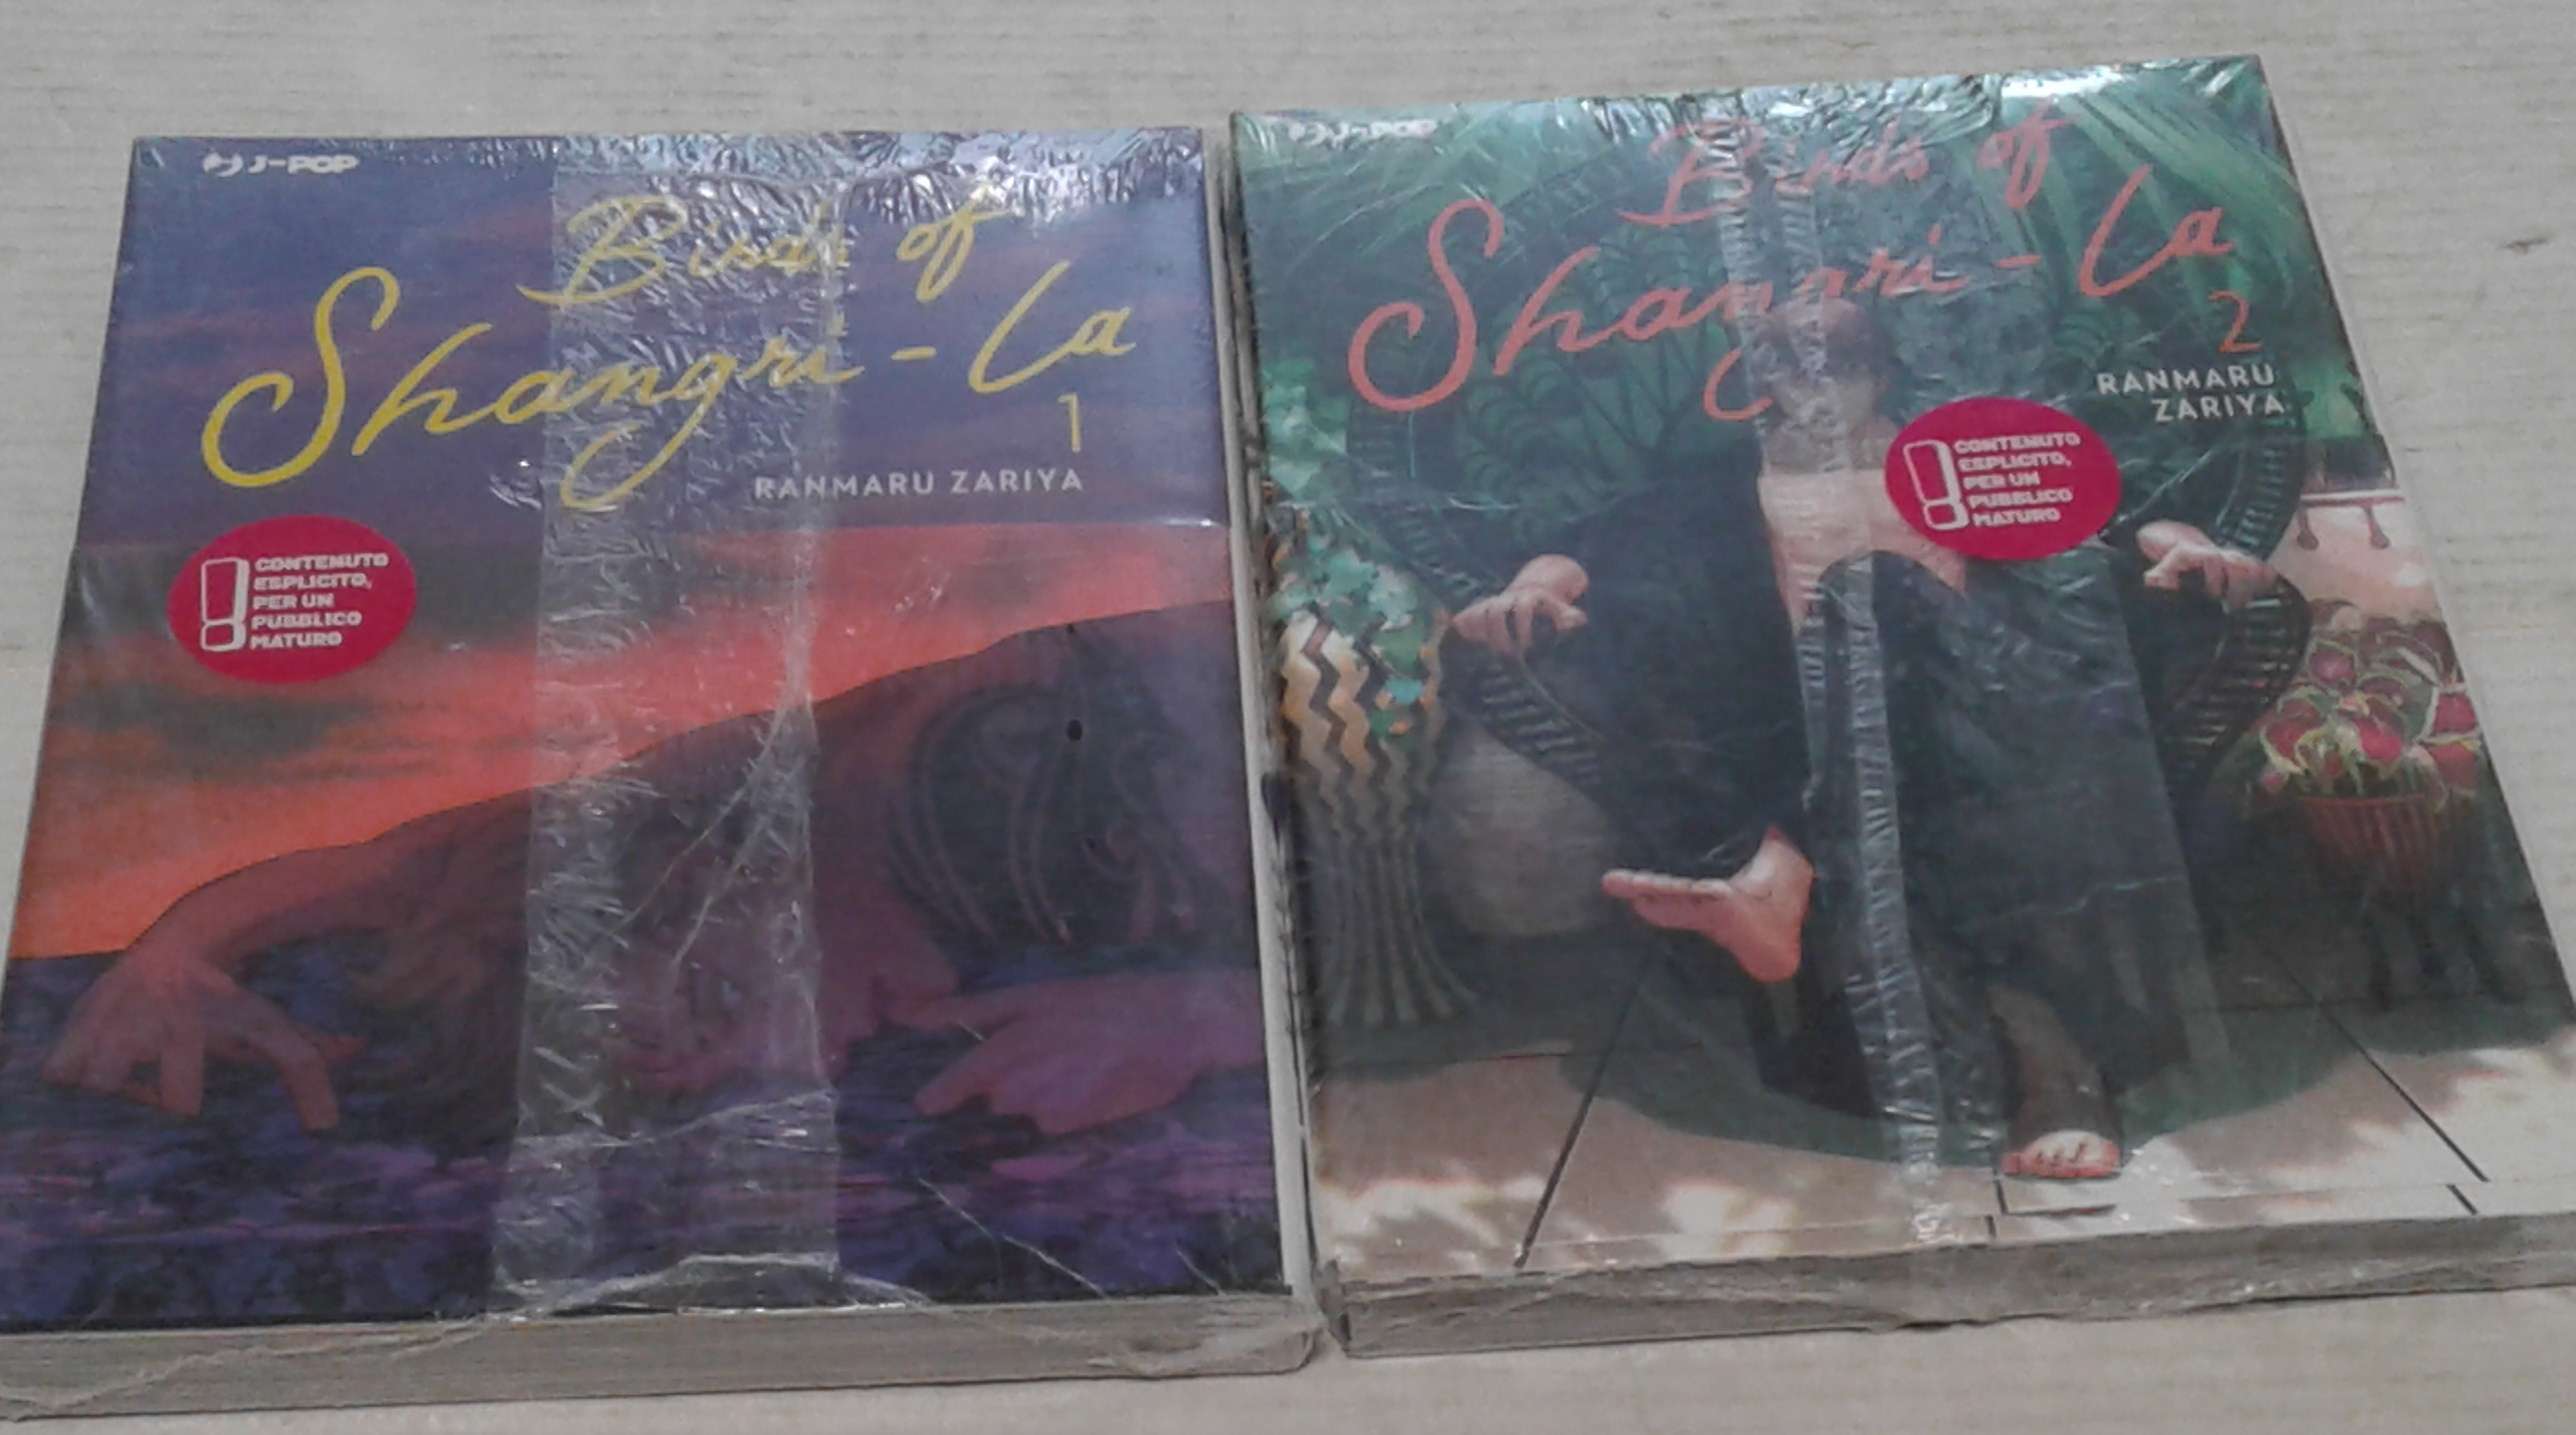 J-POP
Birds of
Shangri-La
1
RANMARU ZARIYA
CONTENUTO
ESPLICITO,
PER UN
PUBBLICO
MATURO
J-POP
Birds of
Shangri-La
2
RANMARU
ZARIYA
CONTENUTO
ESPLICITO,
PER UN
PUBBLICO
MATURO